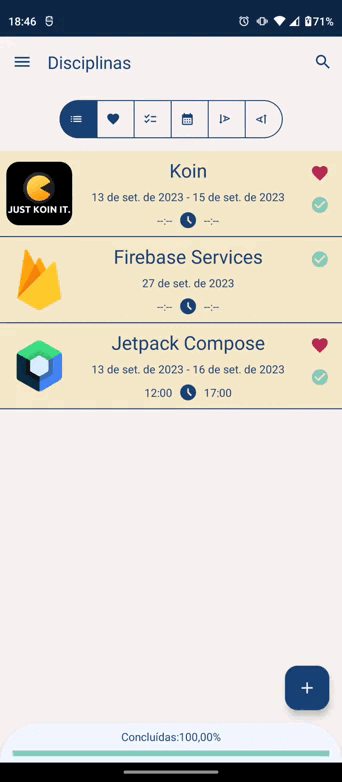 18:46
71%
Disciplinas
Koin
JUST KOIN IT.
13 de set. de 2023 - 15 de set. de 2023
--:-- --:--
Firebase Services
27 de set. de 2023
--:-- --:--
Jetpack Compose
13 de set. de 2023 - 16 de set. de 2023
12:00 17:00
+
Concluídas:100,00%